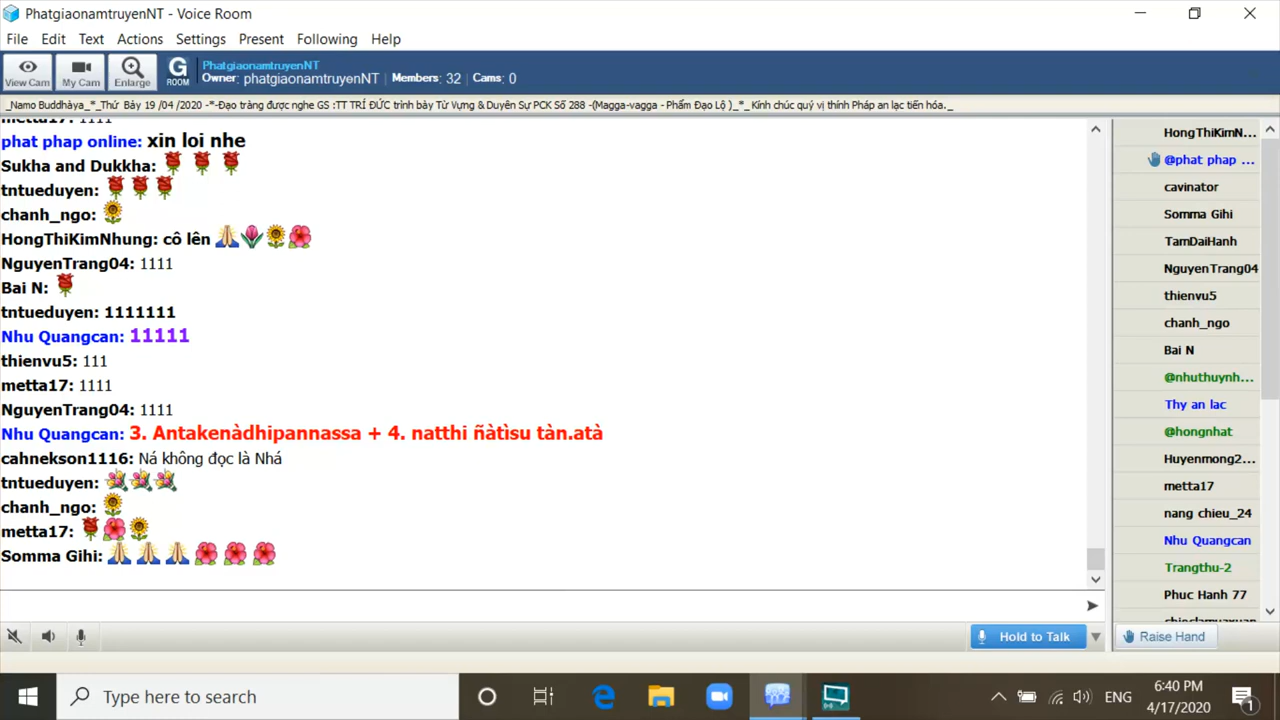 PhatgiaonamtruyenNT - Voice Room
File Edit Text Actions Settings Present Following Help
View Cam My Cam Enlarge G ROOM
PhatgiaonamtruyenNT
Owner: phatgiaonamtruyenNT Members: 32 Cams: 0
_Namo Buddhàya_*_Thứ Bảy 19 /04 /2020 -*-Đạo tràng được nghe GS :TT TRÍ ĐỨC trình bày Từ Vựng & Duyên Sự PCK Số 288 -(Magga-vagga - Phẩm Đạo Lộ )_*_ Kính chúc quý vị thính Pháp an lạc tiến hóa._
metta17: 1111
phat phap online: xin loi nhe
Sukha and Dukkha:
tntueduyen:
chanh_ngo:
HongThiKimNhung: cô lên
NguyenTrang04: 1111
Bai N:
tntueduyen: 1111111
Nhu Quangcan: 11111
thienvu5: 111
metta17: 1111
NguyenTrang04: 1111
Nhu Quangcan: 3. Antakenàdhipannassa + 4. natthi ñàtìsu tàn.atà
cahnekson1116: Ná không đọc là Nhá
tntueduyen:
chanh_ngo:
metta17:
Somma Gihi:
HongThiKimN...
@phat phap ...
cavinator
Somma Gihi
TamDaiHanh
NguyenTrang04
thienvu5
chanh_ngo
Bai N
@nhuthuynh...
Thy an lac
@hongnhat
Huyenmong2...
metta17
nang chieu_24
Nhu Quangcan
Trangthu-2
Phuc Hanh 77
Hold to Talk
Raise Hand
Type here to search
ENG
6:40 PM
4/17/2020
1